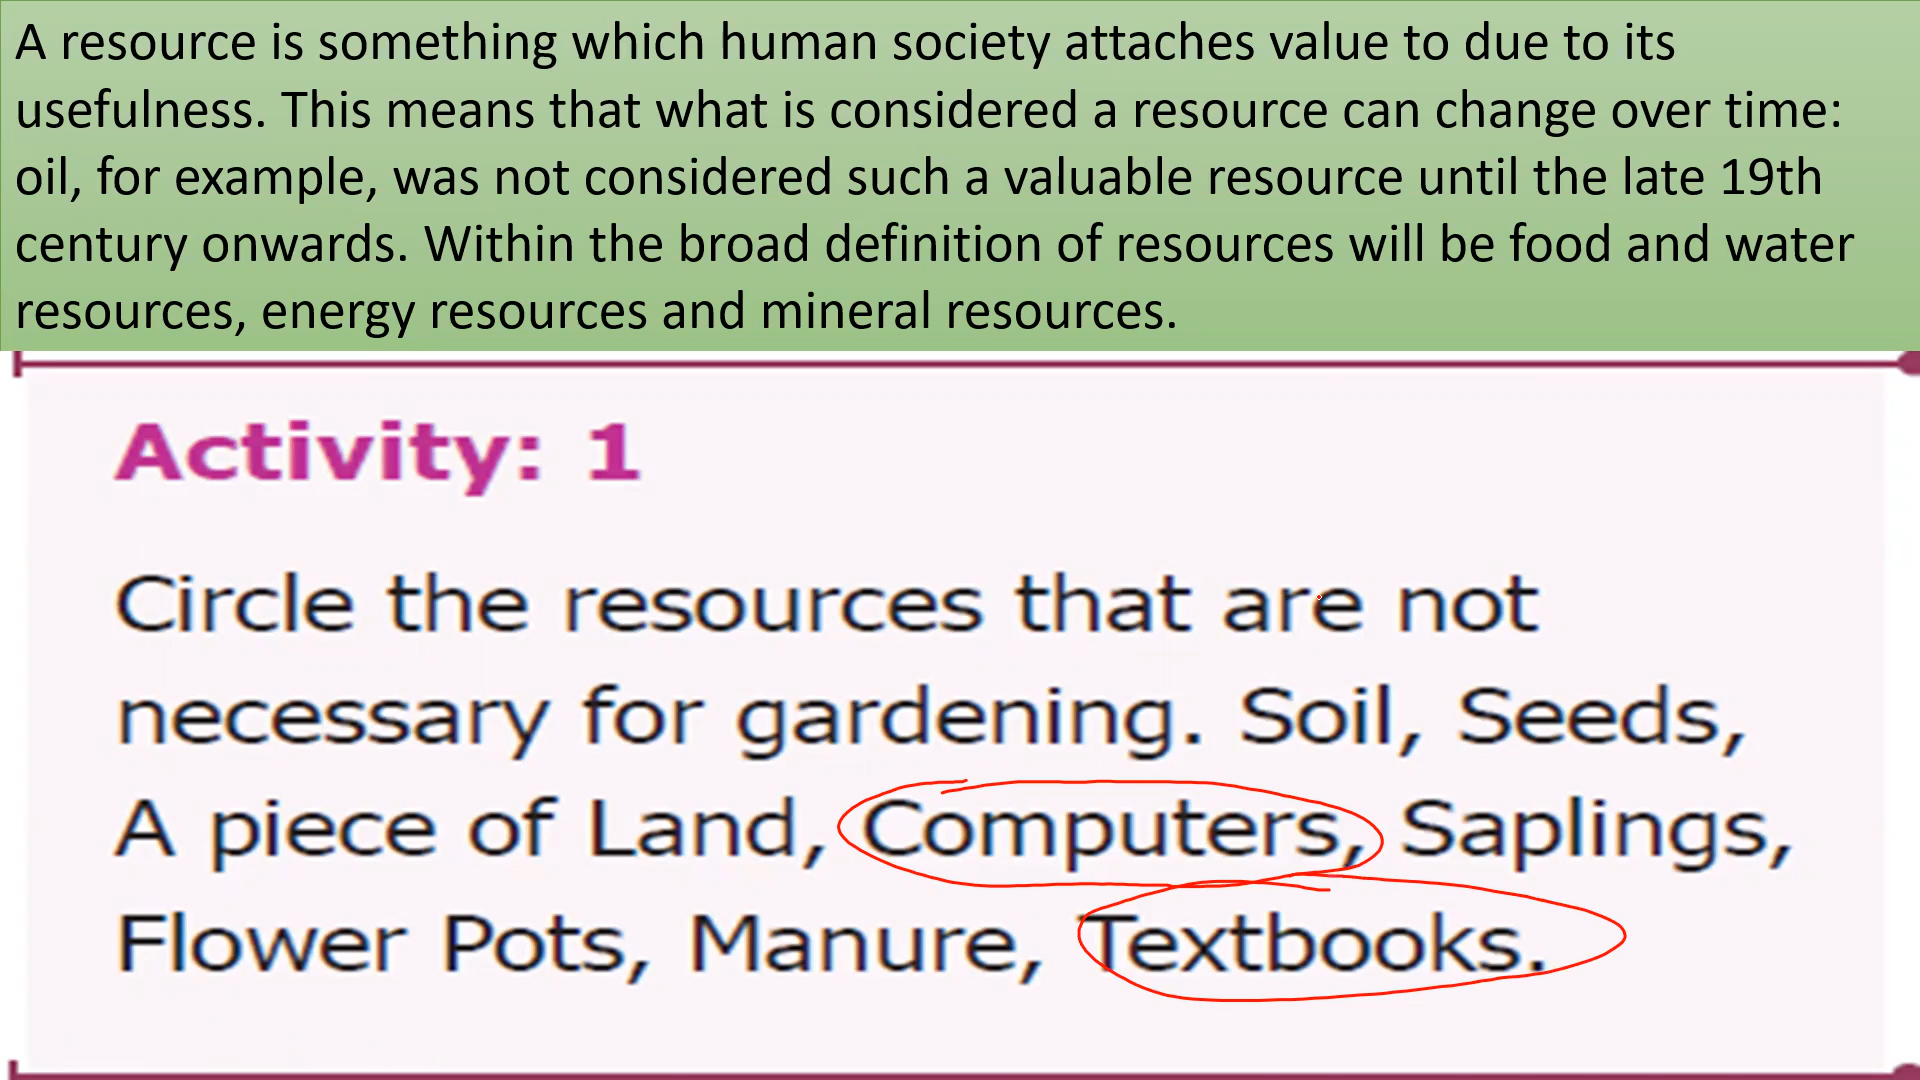 A resource is something which human society attaches value to due to its
usefulness. This means that what is considered a resource can change over time:
oil, for example, was not considered such a valuable resource until the late 19th
century onwards. Within the broad definition of resources will be food and water
resources, energy resources and mineral resources.
Activity: 1
Circle the resources that are not
necessary for gardening. Soil, Seeds,
A piece of Land, Computers, Saplings,
Flower Pots, Manure, Textbooks.